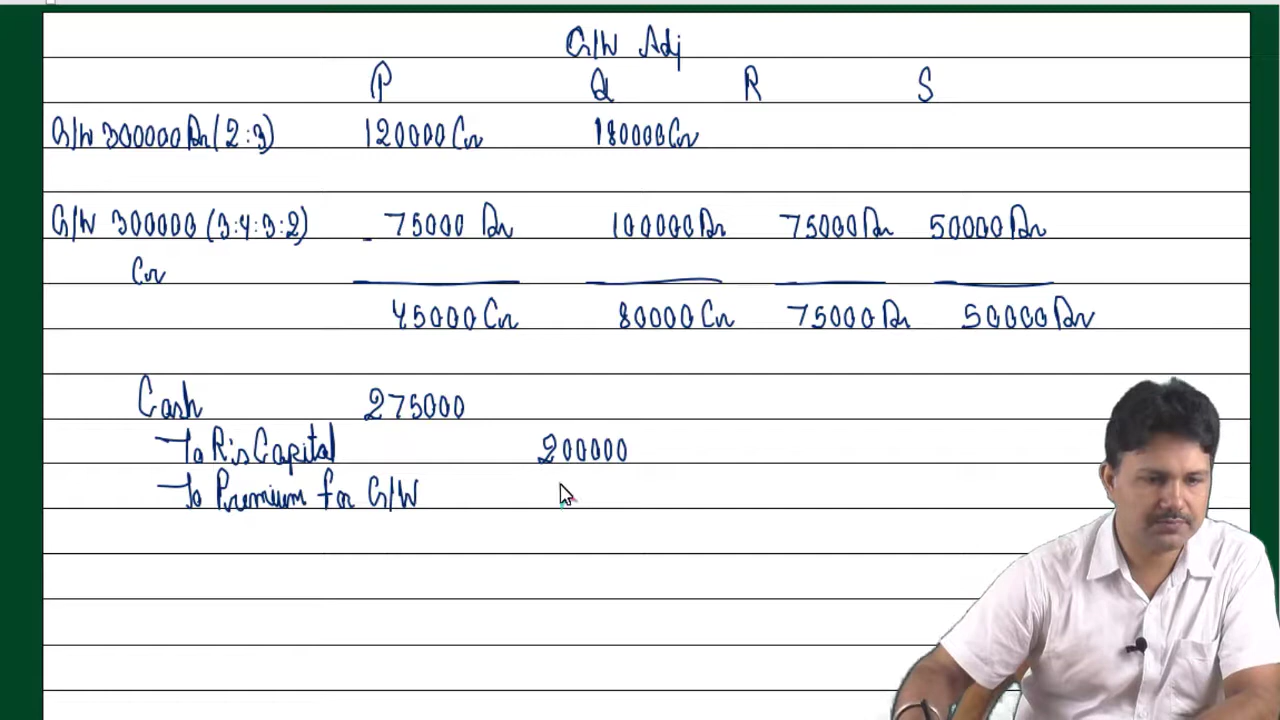 G/W Adj
P Q R S
G/W 300000 Dr (2:3) 120000 Cr 180000 Cr
G/W 300000 (3:4:3:2) 75000 Dr 100000 Dr 75000 Dr 50000 Dr
Cr
45000 Cr 80000 Cr 75000 Dr 50000 Dr
Cash 275000
To R's Capital 200000
To Premium for G/W